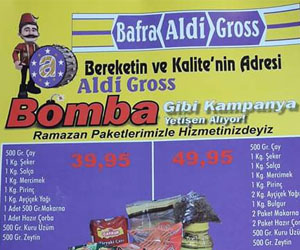 Bafra Aldi Gross
a
Bereketin ve Kalite'nin Adresi
Aldi Gross
Bomba Gibi Kampanya
Yetişen Alıyor!
Ramazan Paketlerimizle Hizmetinizdeyiz
39,95
500 Gr. Çay
1 Kg. Şeker
1 Kg. Salça
1 Kg. Mercimek
1 Kg. Pirinç
1 Kg. Ayçiçek Yağı
1 Adet 500 Gr.Makarna
1 Adet Hazır Çorba
500 Gr. Kuru Üzüm
500 Gr. Zeytin
49,95
500 Gr. Çay
1 Kg. Şeker
1 Kg. Salça
1 Kg. Mercimek
1 Kg. Pirinç
2 Kg. Ayçiçek Yağı
1 Kg. Bulgur
2 Paket Makarna
2 Paket Hazır Çorba
500 Gr. Kuru Üzüm
500 Gr. Zeytin